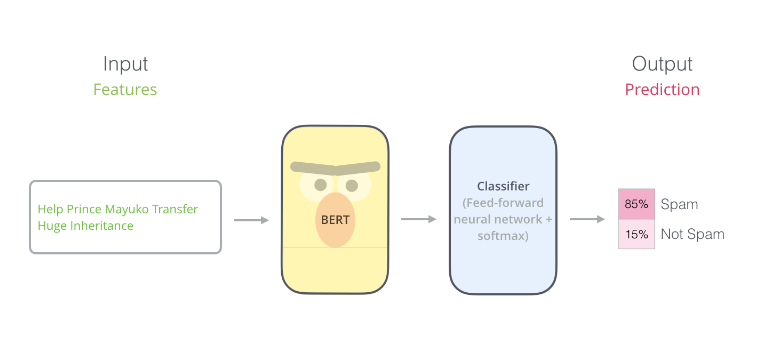 Input
Features
Output
Prediction
Help Prince Mayuko Transfer
Huge Inheritance
BERT
Classifier
(Feed-forward
neural network +
softmax)
85% Spam
15% Not Spam